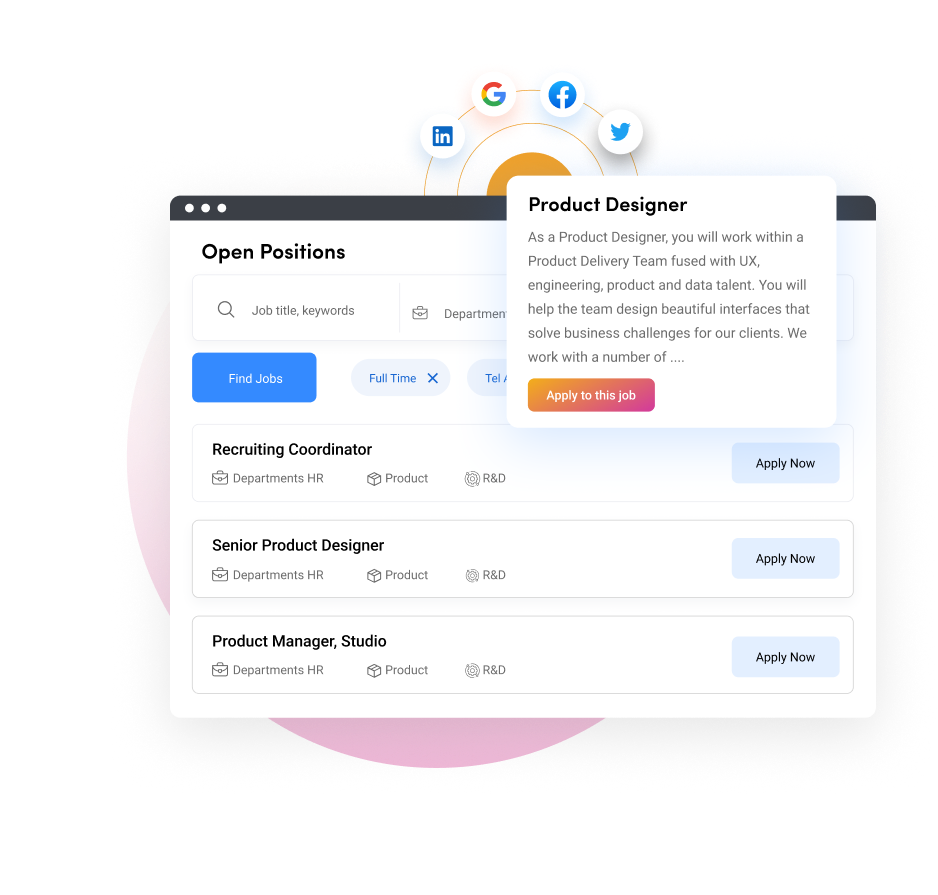 Product Designer
As a Product Designer, you will work within a
Product Delivery Team fused with UX,
engineering, product and data talent. You will
help the team design beautiful interfaces that
solve business challenges for our clients. We
work with a number of ....
Apply to this job
Open Positions
Job title, keywords
Find Jobs
Full Time
Tel
Recruiting Coordinator
Departments HR Product R&D
Apply Now
Senior Product Designer
Departments HR Product R&D
Apply Now
Product Manager, Studio
Departments HR Product R&D
Apply Now